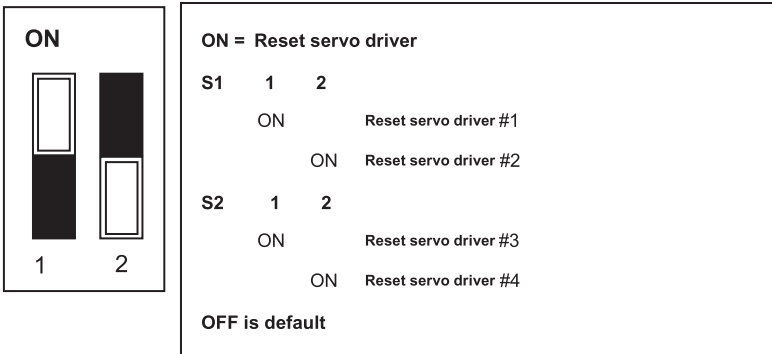 ON
1 2
ON = Reset servo driver
S1 1 2
ON Reset servo driver #1
ON Reset servo driver #2
S2 1 2
ON Reset servo driver #3
ON Reset servo driver #4
OFF is default